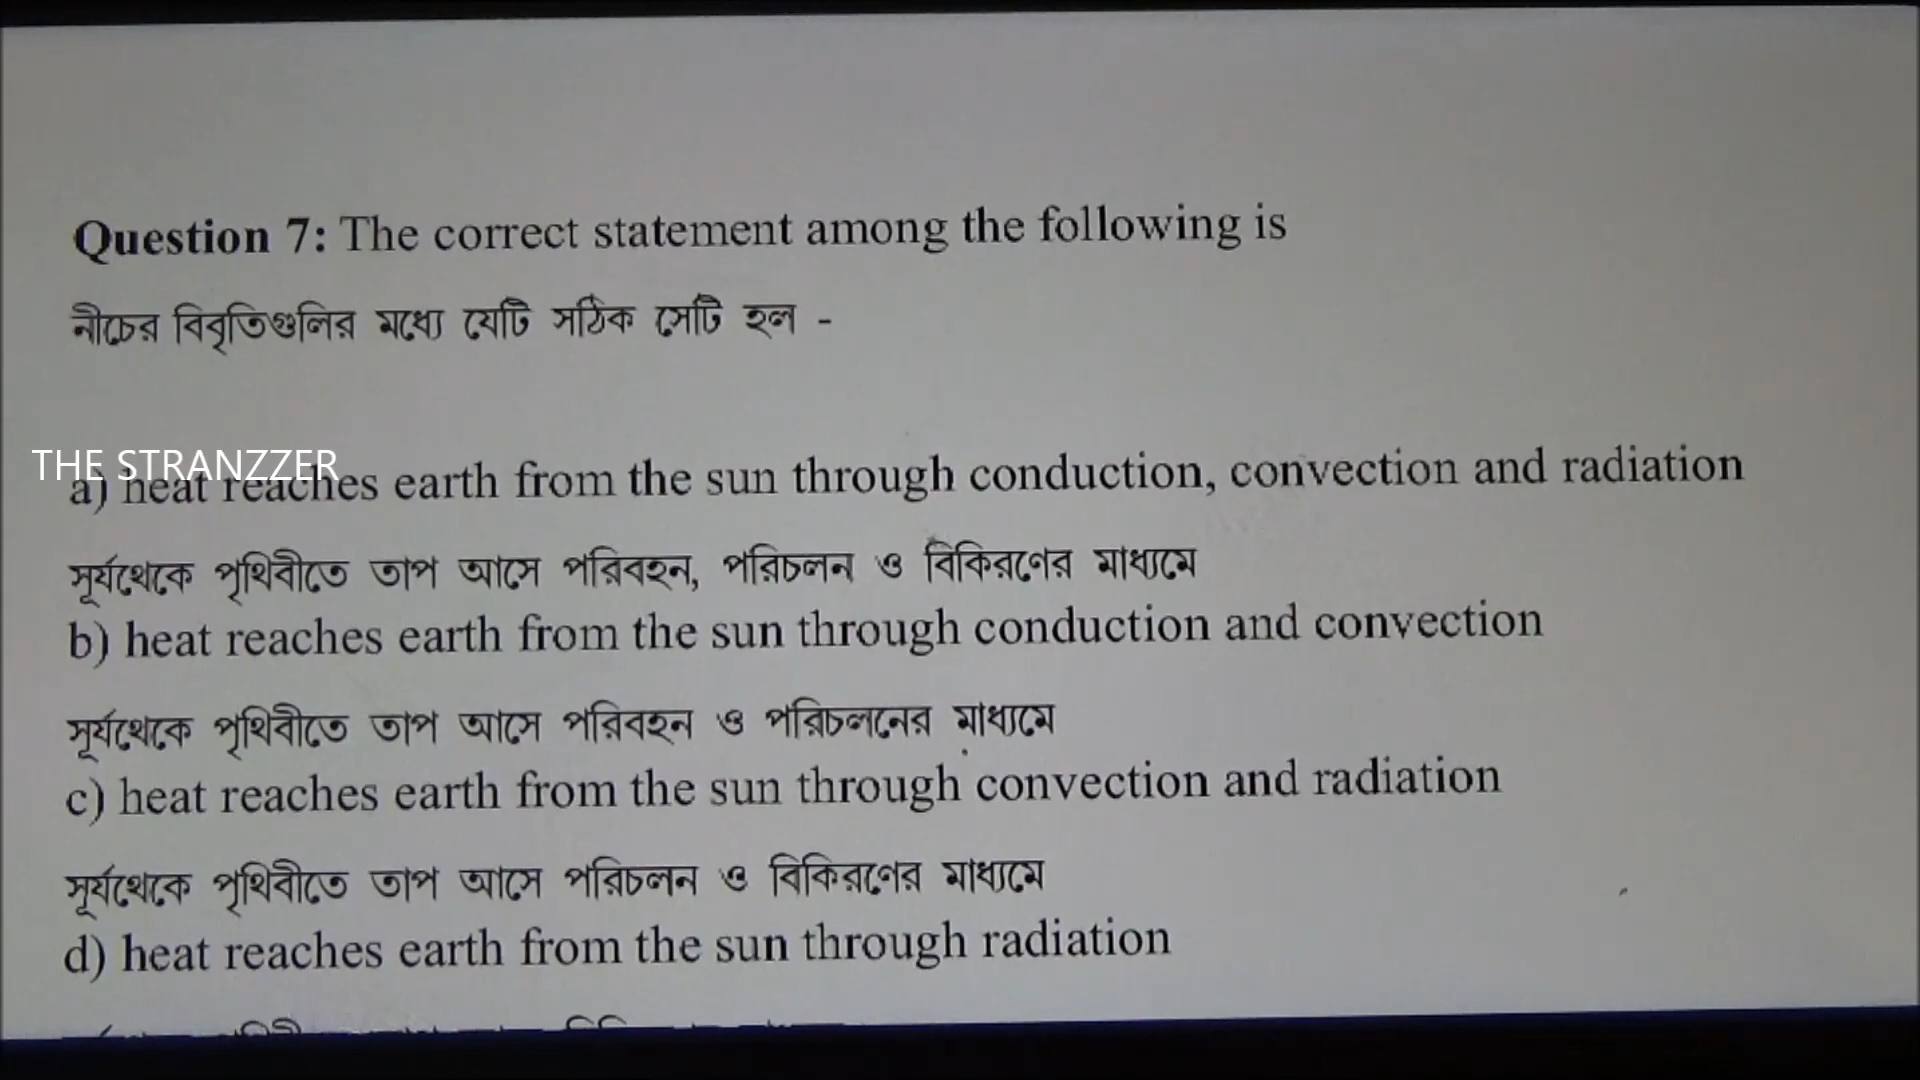 Question 7: The correct statement among the following is
নীচের বিবৃতিগুলির মধ্যে যেটি সঠিক সেটি হল -
THE STRANZZER
a) heat reaches earth from the sun through conduction, convection and radiation
সূর্যথেকে পৃথিবীতে তাপ আসে পরিবহন, পরিচলন ও বিকিরণের মাধ্যমে
b) heat reaches earth from the sun through conduction and convection
সূর্যথেকে পৃথিবীতে তাপ আসে পরিবহন ও পরিচলনের মাধ্যমে
c) heat reaches earth from the sun through convection and radiation
সূর্যথেকে পৃথিবীতে তাপ আসে পরিচলন ও বিকিরণের মাধ্যমে
d) heat reaches earth from the sun through radiation